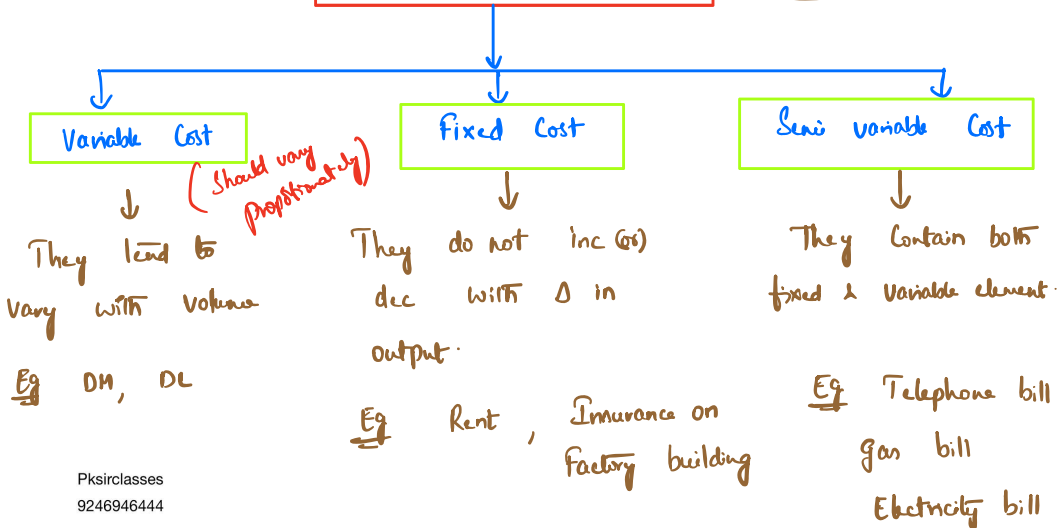 Variable Cost
(Should vary
proportionately)
They tend to
vary with volume
Eg DM, DL
Fixed Cost
They do not inc (or)
dec with Δ in
output.
Eg Rent, Insurance on
Factory building
Semi variable Cost
They Contain both
fixed & variable element.
Eg Telephone bill
gas bill
Electricity bill
Pksirclasses
9246946444